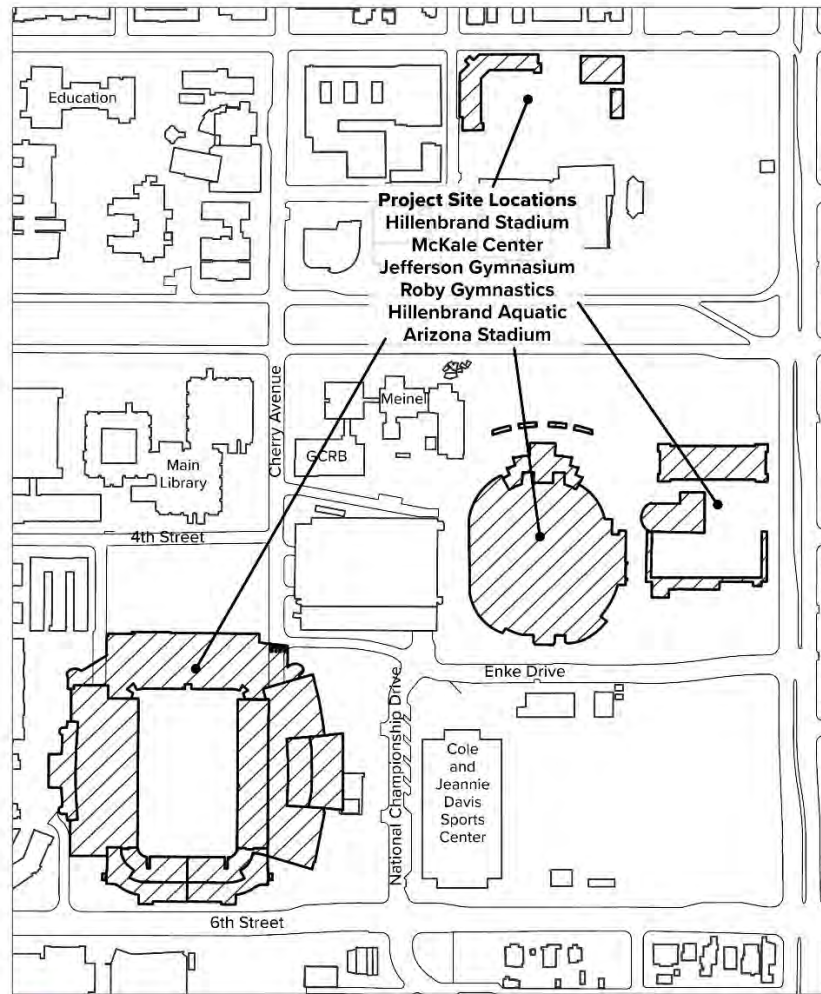 Education
Project Site Locations
Hillenbrand Stadium
McKale Center
Jefferson Gymnasium
Roby Gymnastics
Hillenbrand Aquatic
Arizona Stadium
Cherry Avenue
Meinel
GCRB
Main
Library
4th Street
Enke Drive
National Championship Drive
Cole
and
Jeannie
Davis
Sports
Center
6th Street